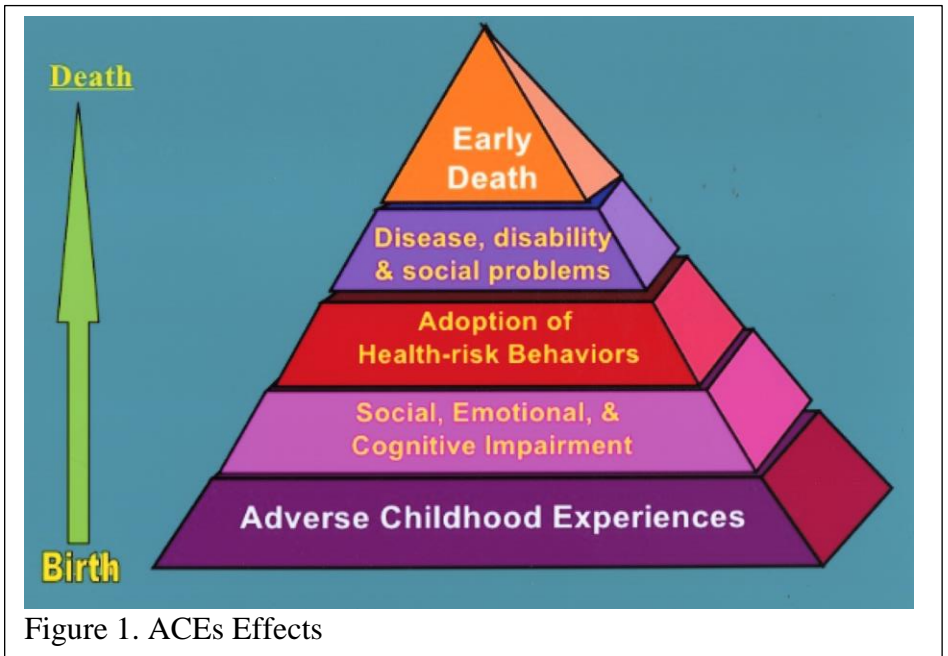 Death
Early
Death
Disease, disability
& social problems
Adoption of
Health-risk Behaviors
Social, Emotional, &
Cognitive Impairment
Adverse Childhood Experiences
Birth
Figure 1. ACEs Effects